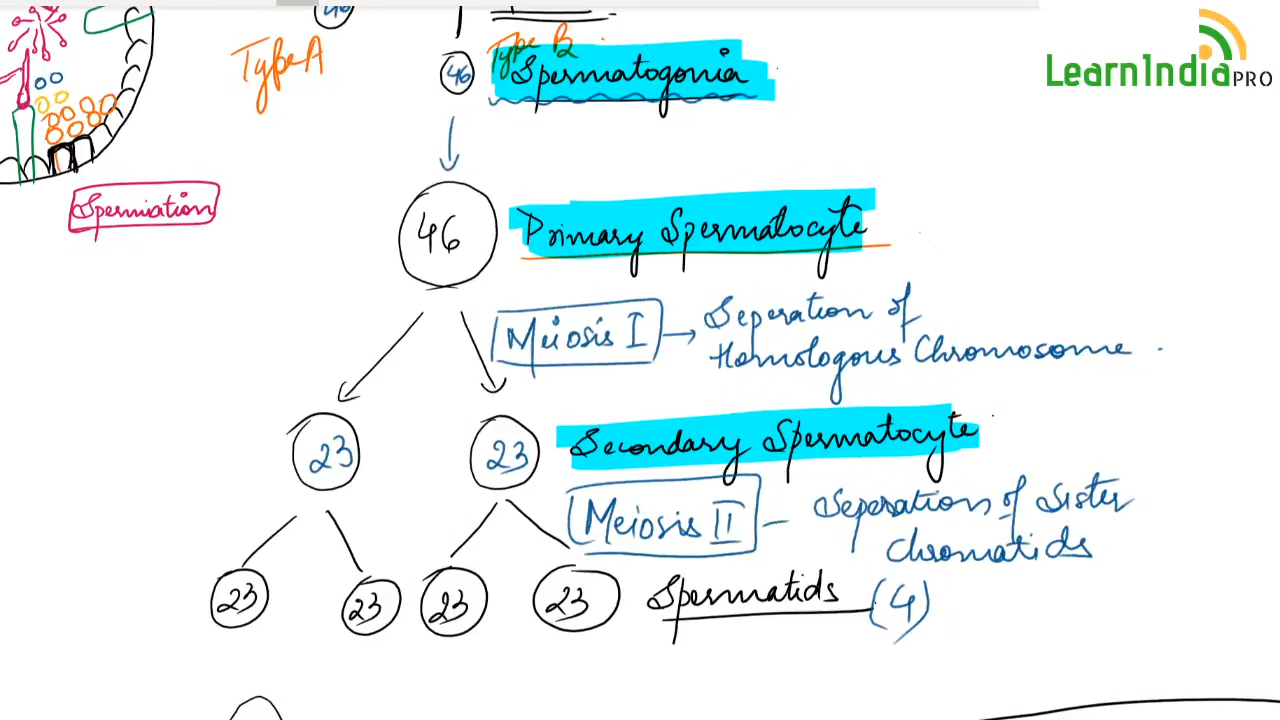 46
Type A
Type B
46
Spermatogonia
LearnIndia PRO
Spermiation
46
Primary Spermatocyte
Meiosis I → Seperation of
Homologous Chromosome.
23
23
Secondary Spermatocyte
Meiosis II - Seperation of Sister
Chromatids
23
23
23
23
Spermatids (4)